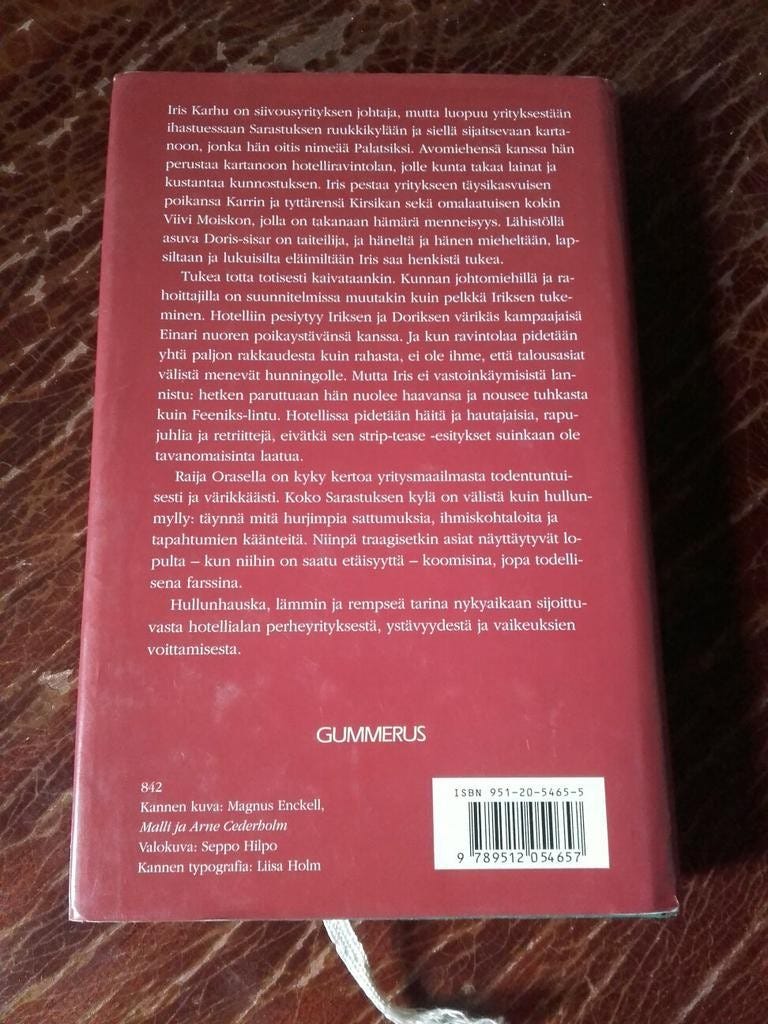 Iris Karhu on siivousyrityksen johtaja, mutta luopuu yrityksestään
ihastuessaan Sarastuksen ruukkikylään ja siellä sijaitsevaan karta-
noon, jonka hän oitis nimeää Palatsiksi. Avomiehensä kanssa hän
perustaa kartanoon hotelliravintolan, jolle kunta takaa lainat ja
kustantaa kunnostuksen. Iris pestaa yritykseen täysikasvuisen
poikansa Karrin ja tyttärensä Kirsikan sekä omalaatuisen kokin
Viivi Moiskon, jolla on takanaan hämärä menneisyys. Lähistöllä
asuva Doris-sisar on taiteilija, ja häneltä ja hänen mieheltään, lap-
siltaan ja lukuisilta eläimiltään Iris saa henkistä tukea.
Tukea totta totisesti kaivataankin. Kunnan johtomiehillä ja ra-
hoittajilla on suunnitelmissa muutakin kuin pelkkä Iriksen tuke-
minen. Hotelliin pesiytyy Iriksen ja Doriksen värikäs kampaajaisä
Einari nuoren poikaystävänsä kanssa. Ja kun ravintolaa pidetään
yhtä paljon rakkaudesta kuin rahasta, ei ole ihme, että talousasiat
välistä menevät hunningolle. Mutta Iris ei vastoinkäymisistä lan-
nistu: hetken paruttuaan hän nuolee haavansa ja nousee tuhkasta
kuin Feeniks-lintu. Hotellissa pidetään häitä ja hautajaisia, rapu-
juhlia ja retriittejä, eivätkä sen strip-tease -esitykset suinkaan ole
tavanomaisinta laatua.
Raija Orasella on kyky kertoa yritysmaailmasta todentuntui-
sesti ja värikkäästi. Koko Sarastuksen kylä on välistä kuin hullun-
mylly: täynnä mitä hurjimpia sattumuksia, ihmiskohtaloita ja
tapahtumien käänteitä. Niinpä traagisetkin asiat näyttäytyvät lo-
pulta – kun niihin on saatu etäisyyttä – koomisina, jopa todelli-
sena farssina.
Hullunhauska, lämmin ja rempseä tarina nykyaikaan sijoittu-
vasta hotellialan perheyrityksestä, ystävyydestä ja vaikeuksien
voittamisesta.
GUMMERUS
842
Kannen kuva: Magnus Enckell,
Malli ja Arne Cederholm
Valokuva: Seppo Hilpo
Kannen typografia: Liisa Holm
ISBN 951-20-5465-5
9 789512 054657